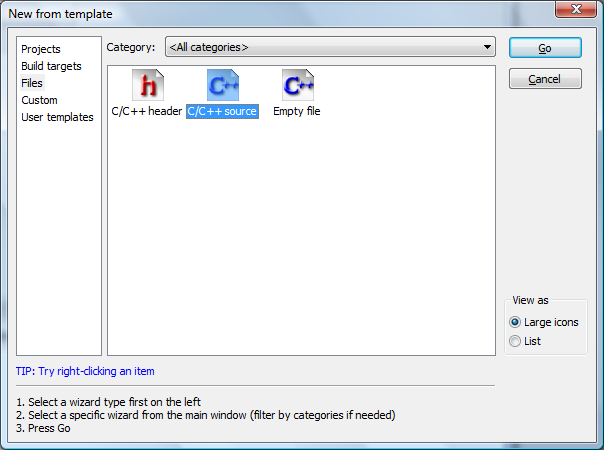 New from template
Projects
Build targets
Files
Custom
User templates
Category: <All categories>
Go
Cancel
h
C++
C++
C/C++ header
C/C++ source
Empty file
View as
Large icons
List
TIP: Try right-clicking an item
1. Select a wizard type first on the left
2. Select a specific wizard from the main window (filter by categories if needed)
3. Press Go